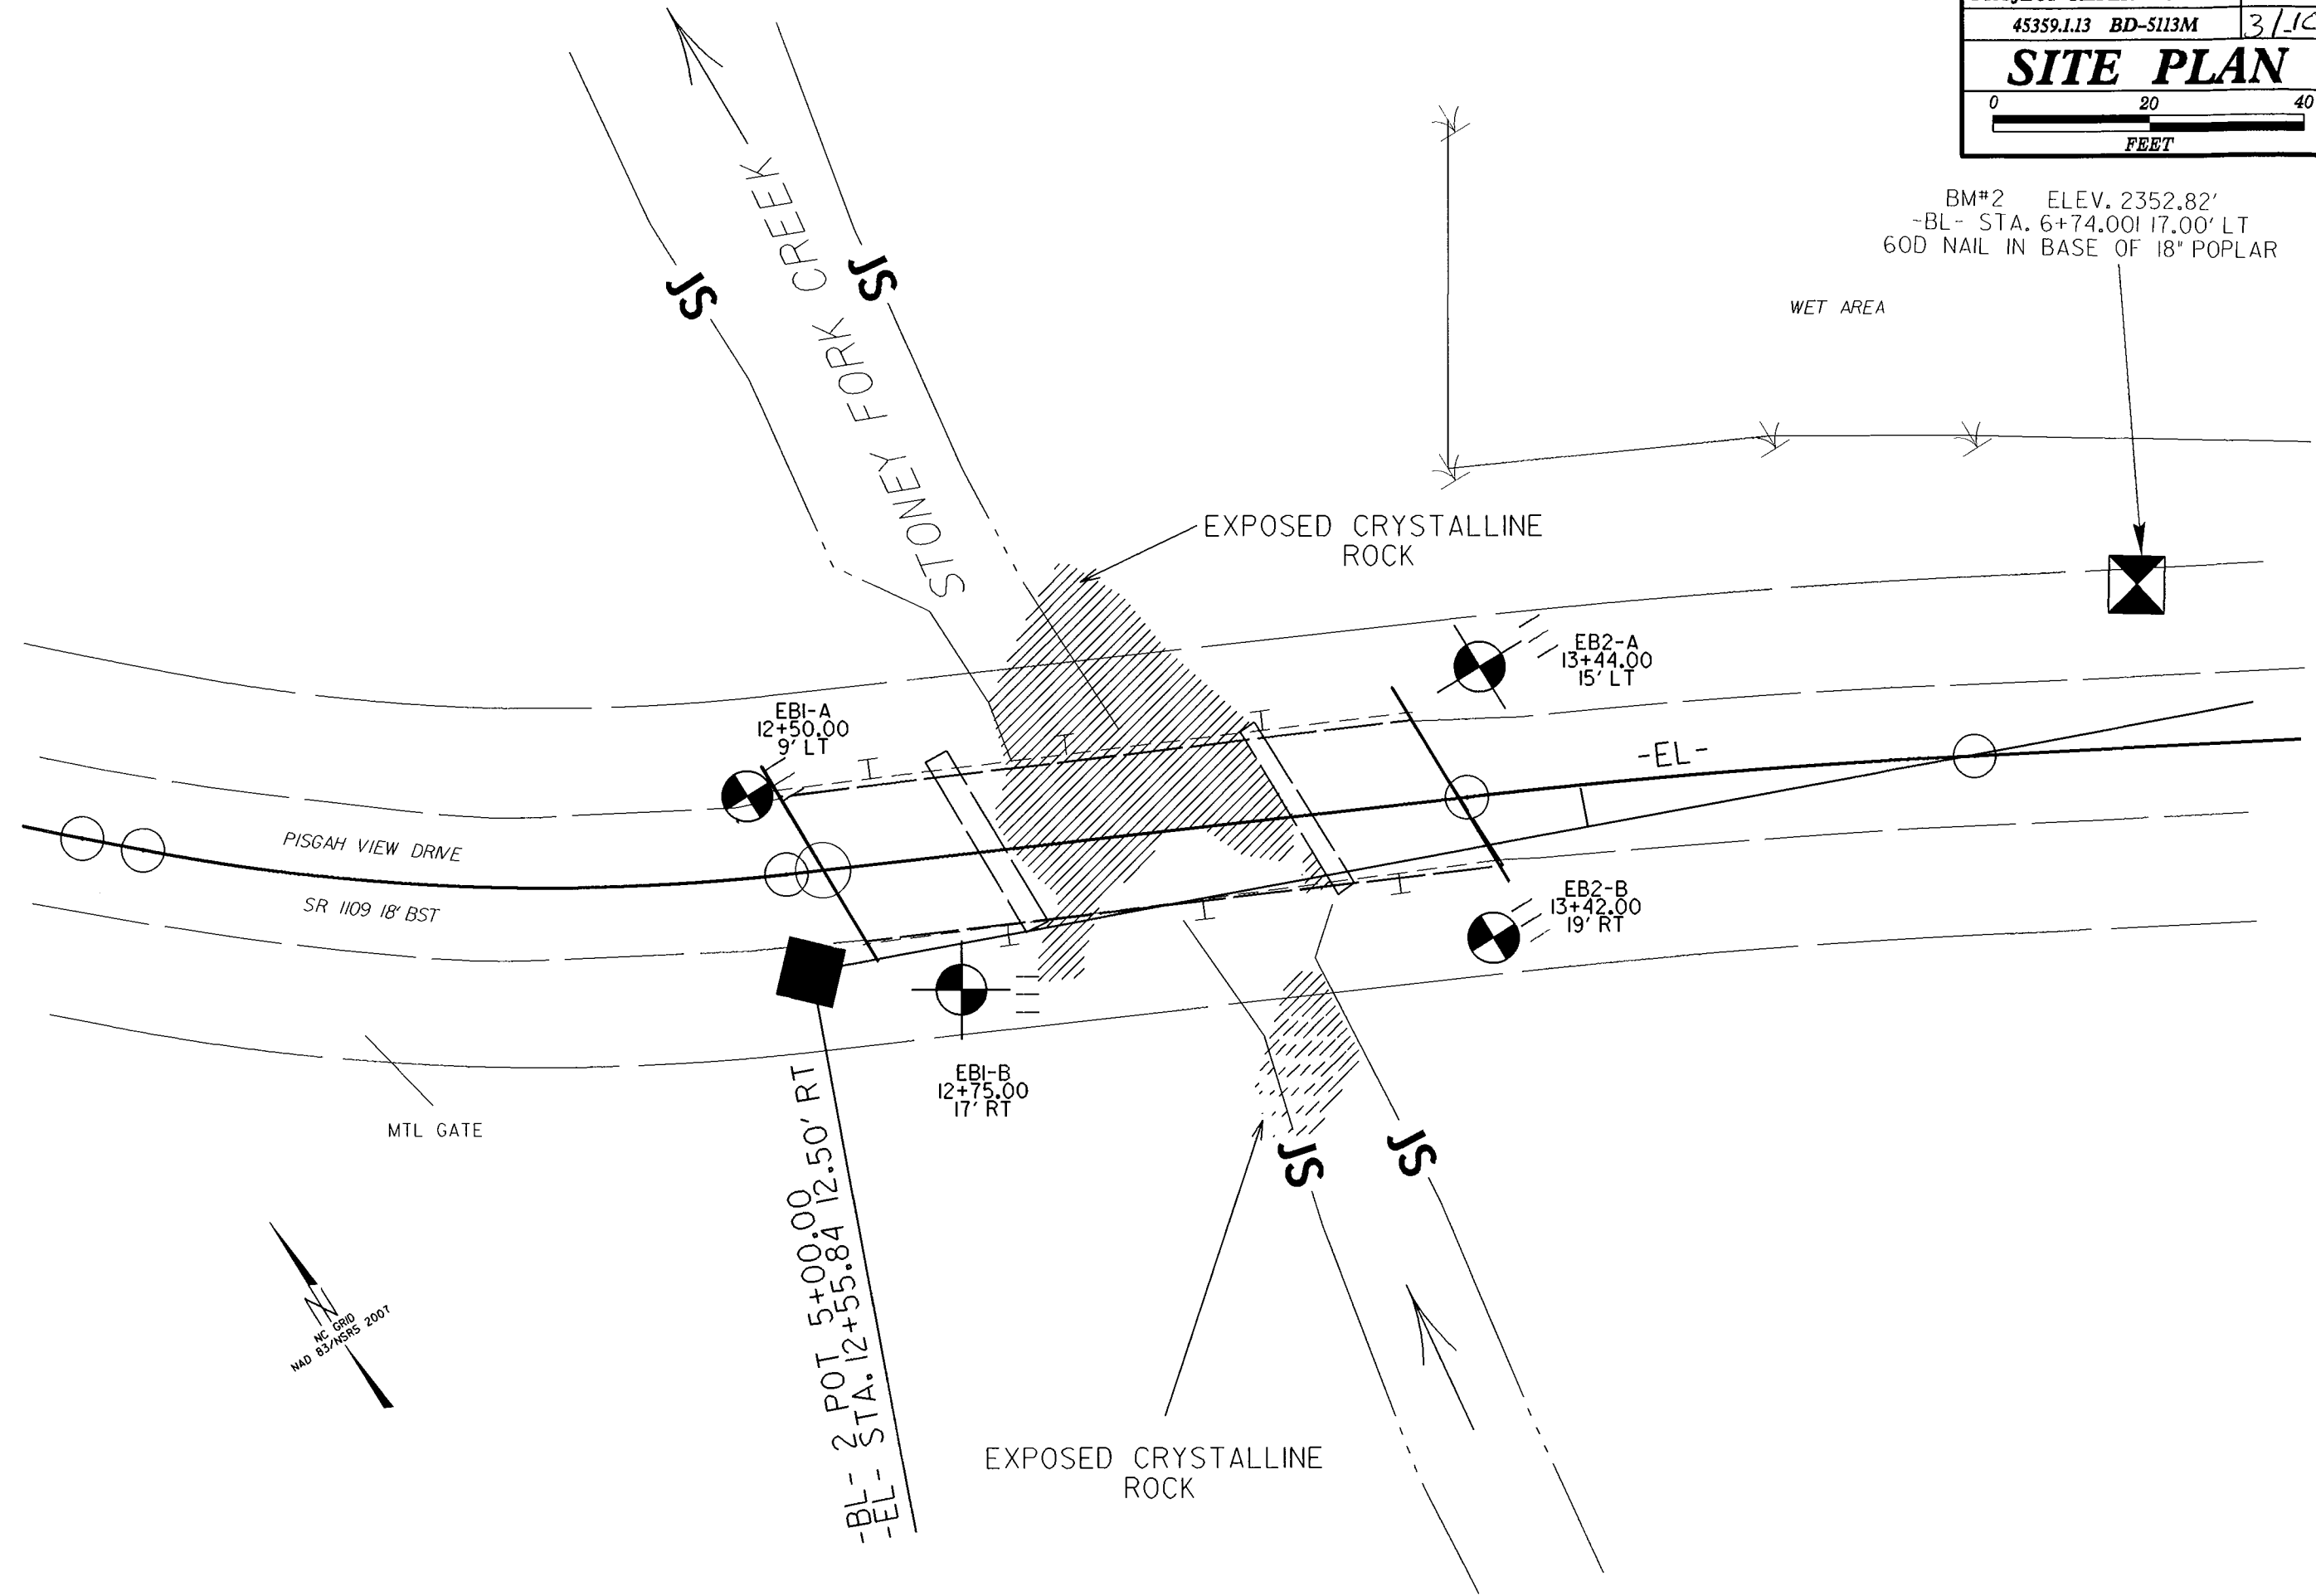 45359.1.13 BD-5113M
SITE PLAN
0 20 40
FEET
BM#2 ELEV. 2352.82'
-BL- STA. 6+74.00 17.00' LT
60D NAIL IN BASE OF 18" POPLAR
WET AREA
JS
JS
STONEY FORK CREEK
EXPOSED CRYSTALLINE
ROCK
EB2-A
13+44.00
15' LT
EB1-A
12+50.00
9' LT
-EL-
PISGAH VIEW DRIVE
SR 1109 18' BST
EB2-B
13+42.00
19' RT
EB1-B
12+75.00
17' RT
MTL GATE
JS
JS
-BL- 2 POT 5+00.00
-EL- STA. 12+55.84 12.50' RT
N
NC GRID
NAD 83/NSRS 2007
EXPOSED CRYSTALLINE
ROCK